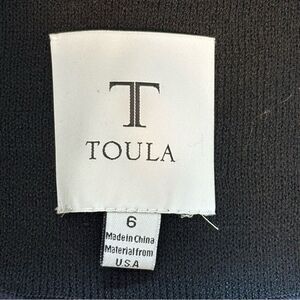 T
TOULA
6
Made in China
Material from
U.S.A